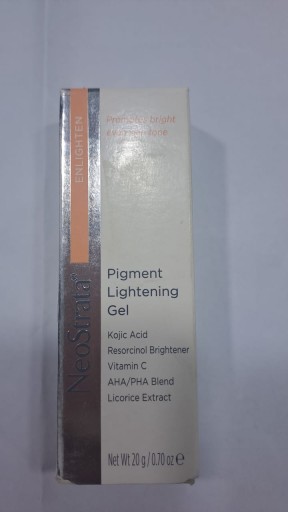 Promotes bright
even skin tone
ENLIGHTEN
NeoStrata®
Pigment
Lightening
Gel
Kojic Acid
Resorcinol Brightener
Vitamin C
AHA/PHA Blend
Licorice Extract
Net Wt 20 g / 0.70 oz ℮